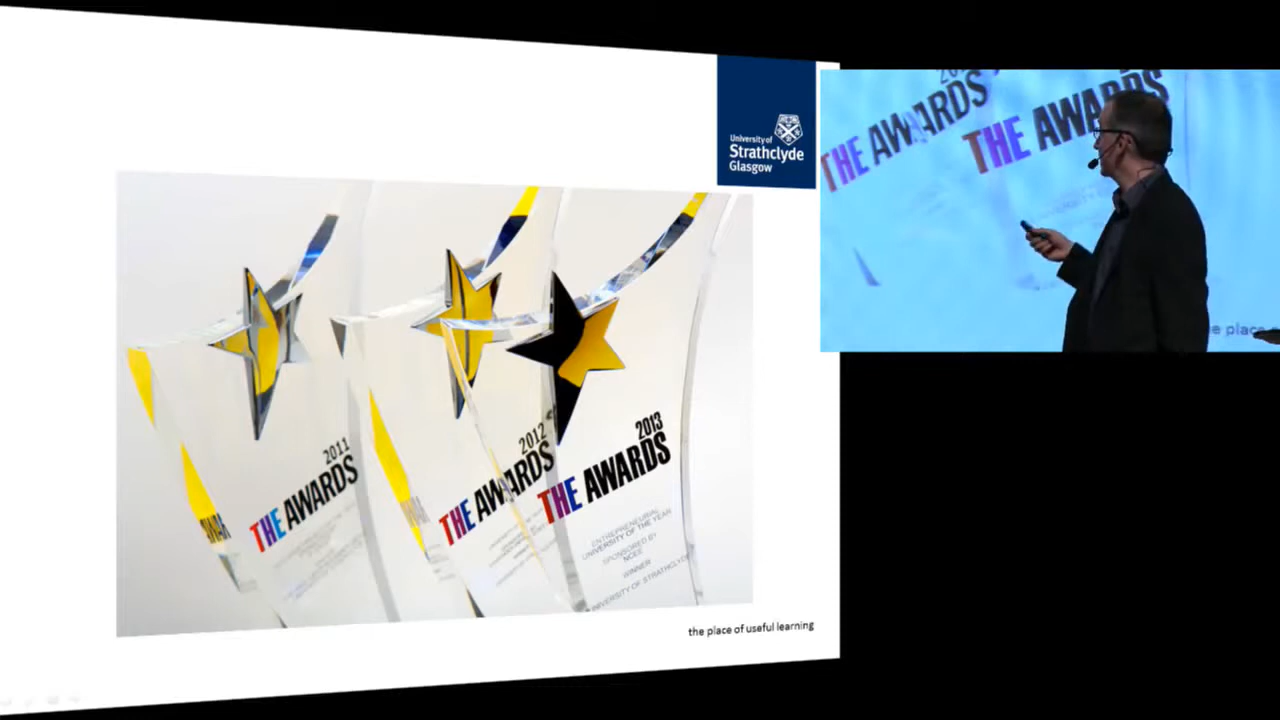 University of
Strathclyde
Glasgow
2011
THE AWARDS
2012
THE AWARDS
2013
THE AWARDS
ENTREPRENEURIAL
UNIVERSITY OF THE YEAR
SPONSORED BY
NCEE
WINNER
UNIVERSITY OF STRATHCLYDE
the place of useful learning
THE AWARDS
THE AWARDS
e place